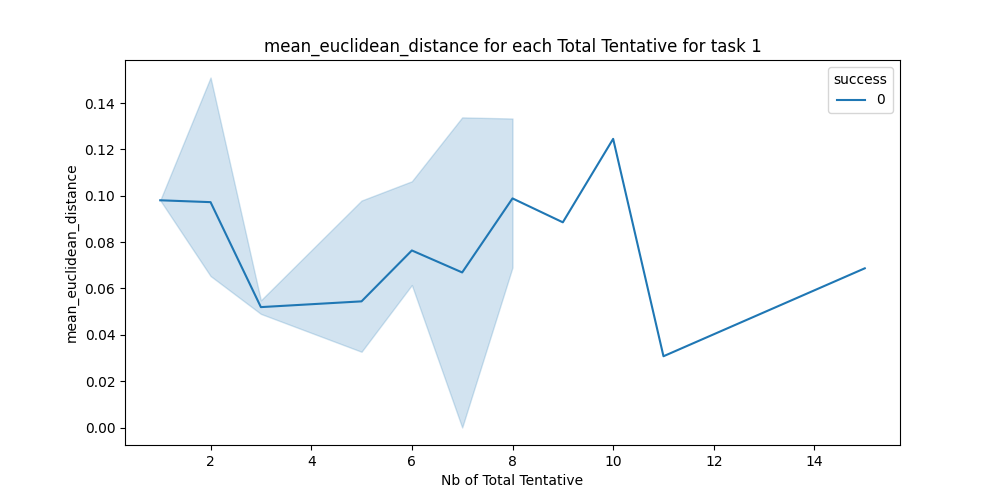 mean_euclidean_distance for each Total Tentative for task 1
success
0
mean_euclidean_distance
0.14
0.12
0.10
0.08
0.06
0.04
0.02
0.00
2 4 6 8 10 12 14
Nb of Total Tentative